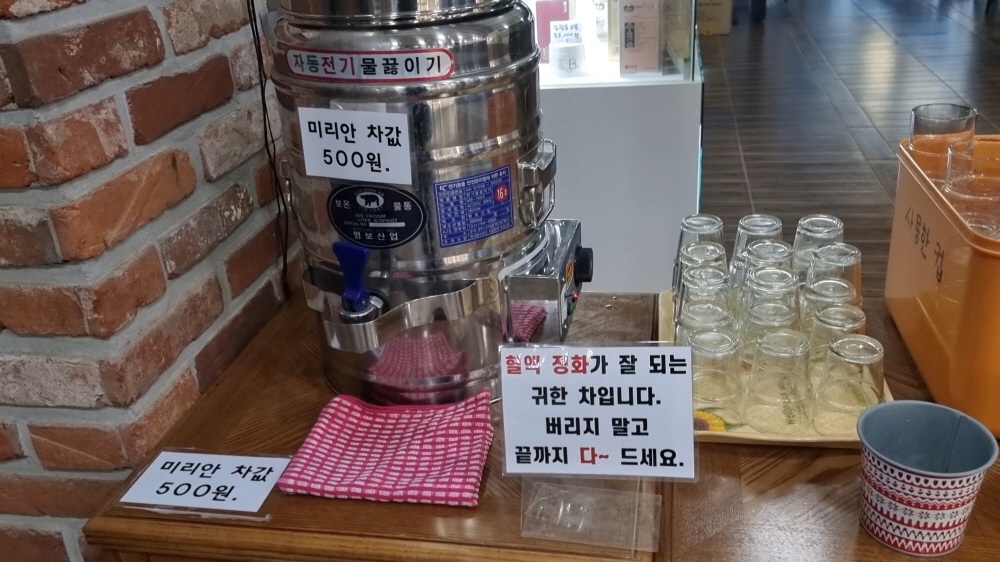 자동전기물끓이기
미리안 차값
500원.
보온 물통
명보산업
16ℓ
미리안 차값
500원.
혈액 정화가 잘 되는
귀한 차입니다.
버리지 말고
끝까지 다~ 드세요.
사용한 컵